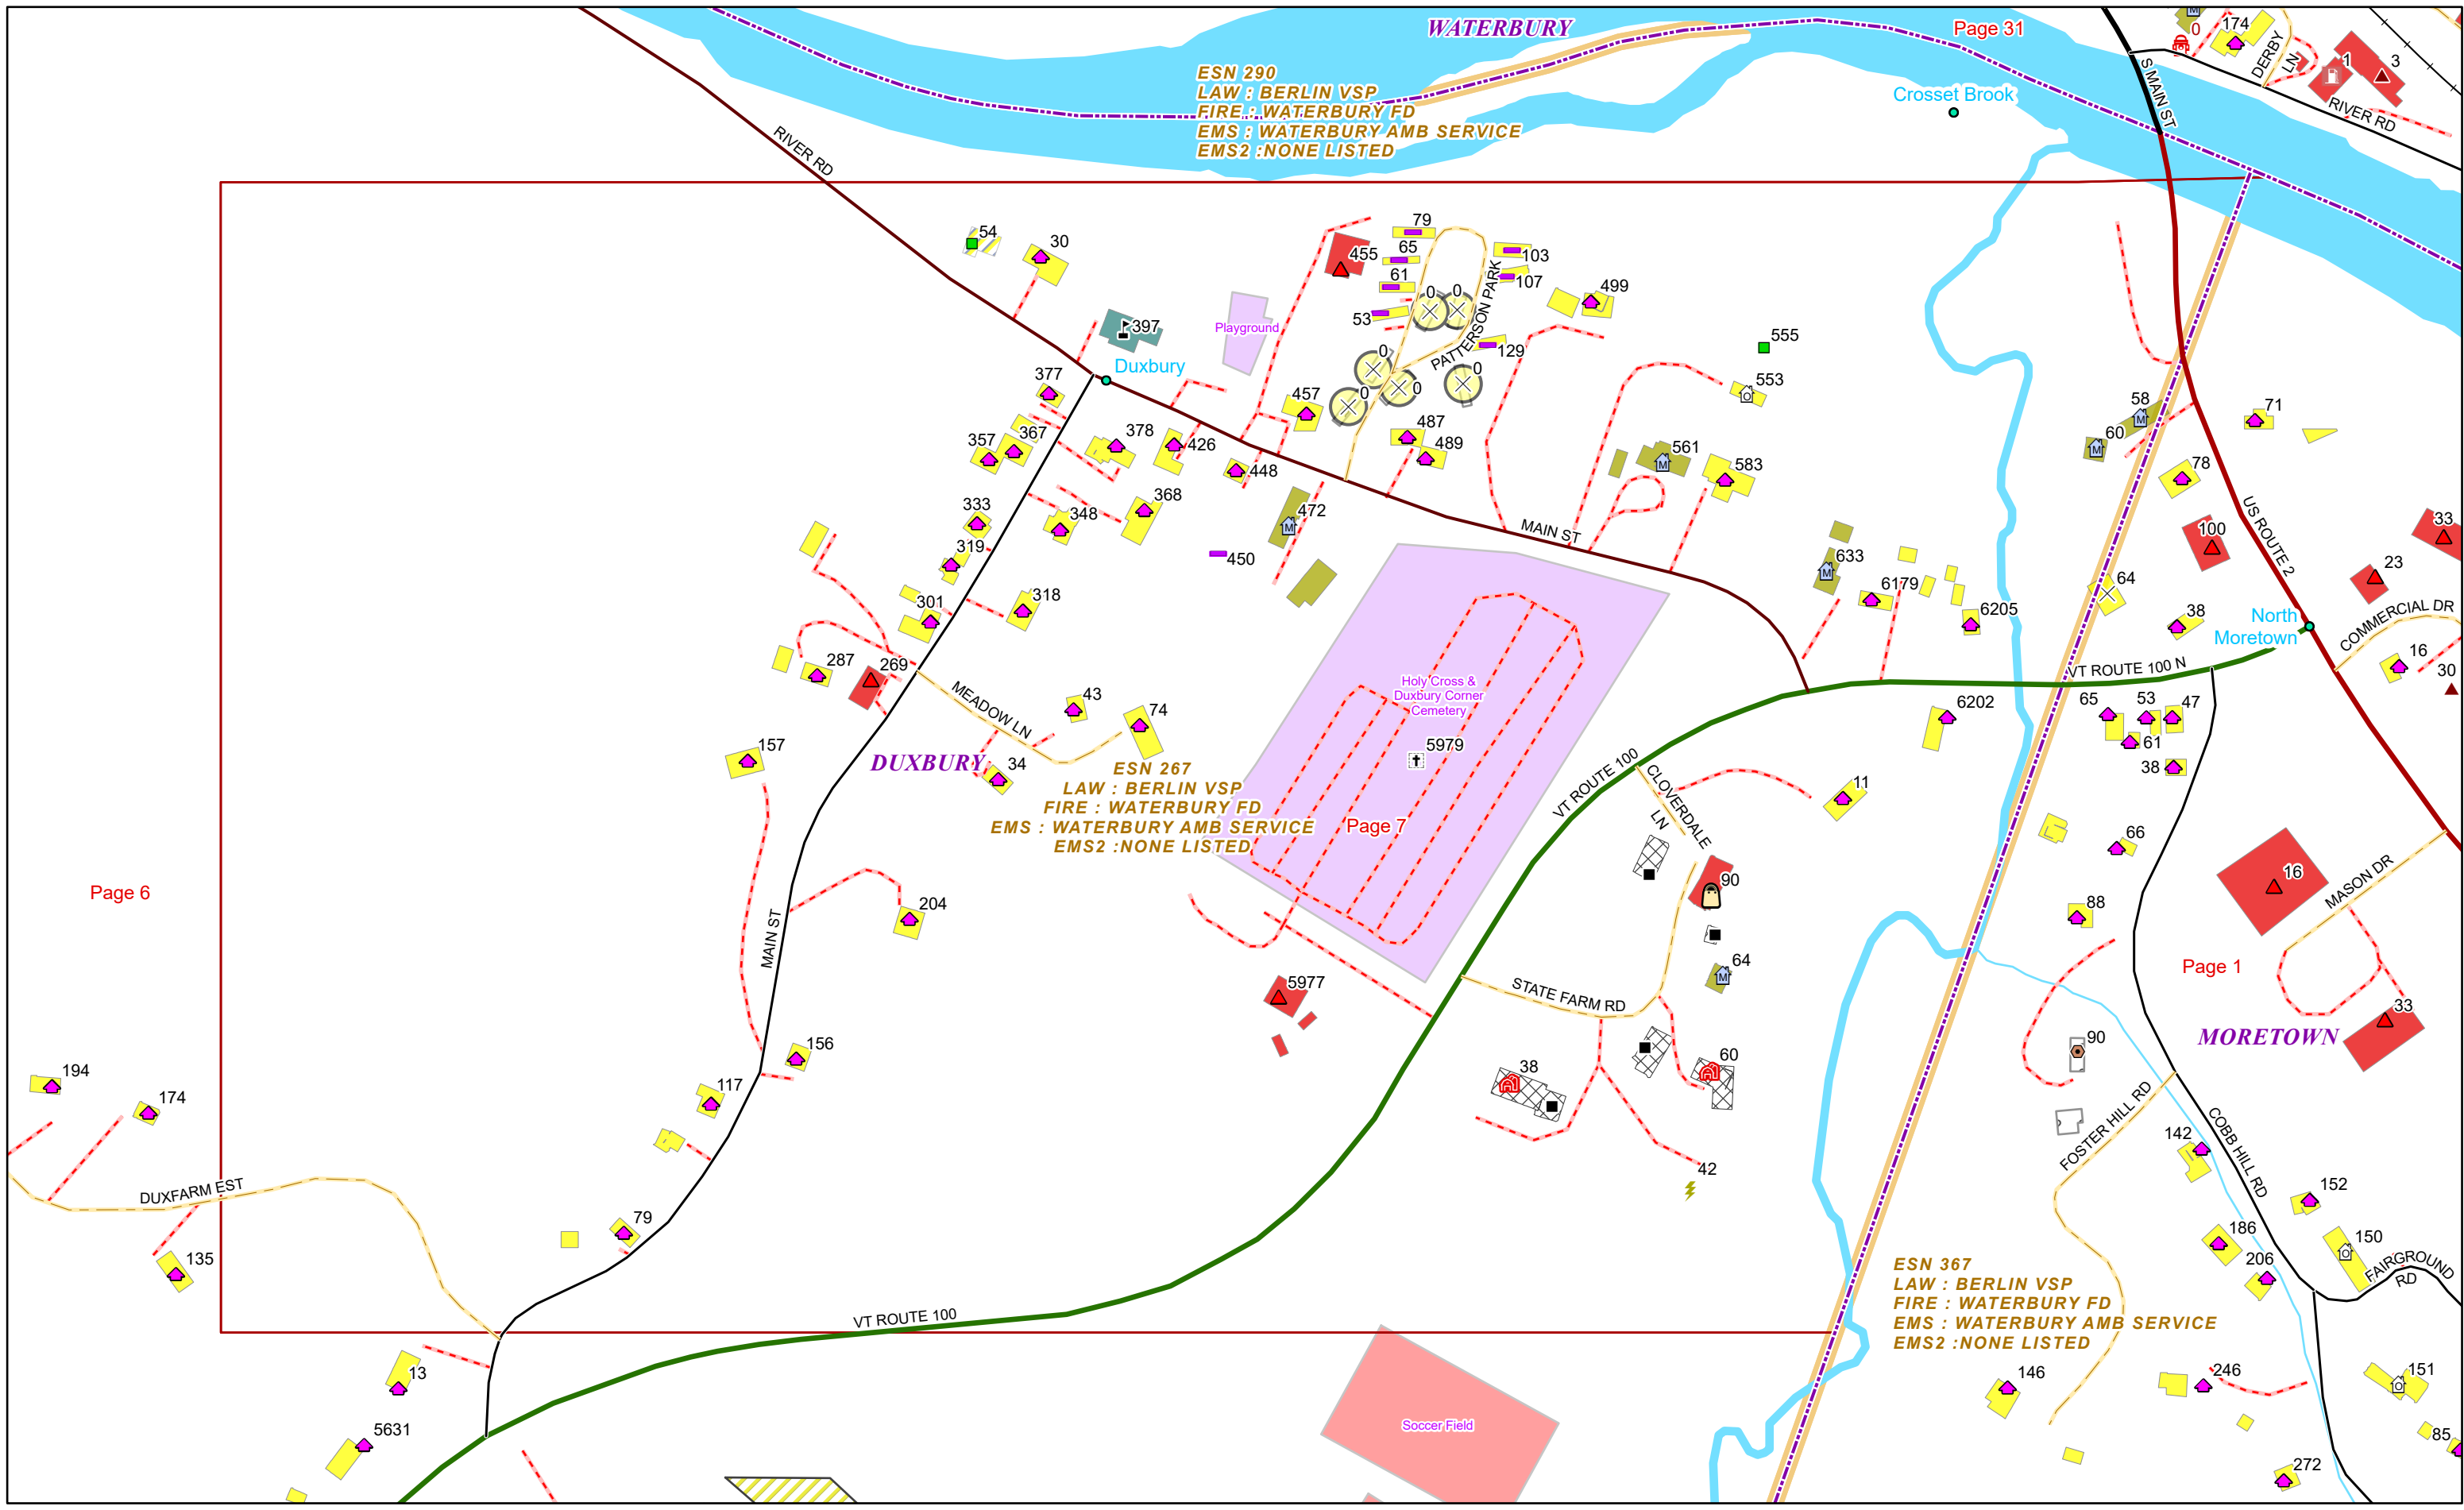 WATERBURY
Page 31
174
0
DERBY
LN
1
3
RIVER RD
S MAIN ST
ESN 290
LAW : BERLIN VSP
FIRE : WATERBURY FD
EMS : WATERBURY AMB SERVICE
EMS2 :NONE LISTED
Crosset Brook
RIVER RD
54
30
455
79
65
61
53
103
107
0
0
0
0
0
0
129
PATTERSON PARK
499
555
553
397
Playground
Duxbury
377
357
367
378
426
448
457
487
489
561
583
58
60
71
78
333
348
368
472
450
MAIN ST
319
301
318
633
6179
6205
64
38
100
US ROUTE 2
33
23
North
Moretown
COMMERCIAL DR
16
30
287
269
MEADOW LN
43
74
34
157
DUXBURY
ESN 267
LAW : BERLIN VSP
FIRE : WATERBURY FD
EMS : WATERBURY AMB SERVICE
EMS2 :NONE LISTED
Holy Cross &
Duxbury Corner
Cemetery
5979
Page 7
VT ROUTE 100 N
VT ROUTE 100
6202
65
53
47
61
38
CLOVERDALE
LN
11
66
16
MASON DR
Page 6
204
MAIN ST
90
88
64
STATE FARM RD
5977
Page 1
33
MORETOWN
194
174
156
117
38
60
90
42
FOSTER HILL RD
COBB HILL RD
142
152
DUXFARM EST
135
79
186
150
206
FAIRGROUND
RD
VT ROUTE 100
ESN 367
LAW : BERLIN VSP
FIRE : WATERBURY FD
EMS : WATERBURY AMB SERVICE
EMS2 :NONE LISTED
13
5631
Soccer Field
146
246
151
85
272